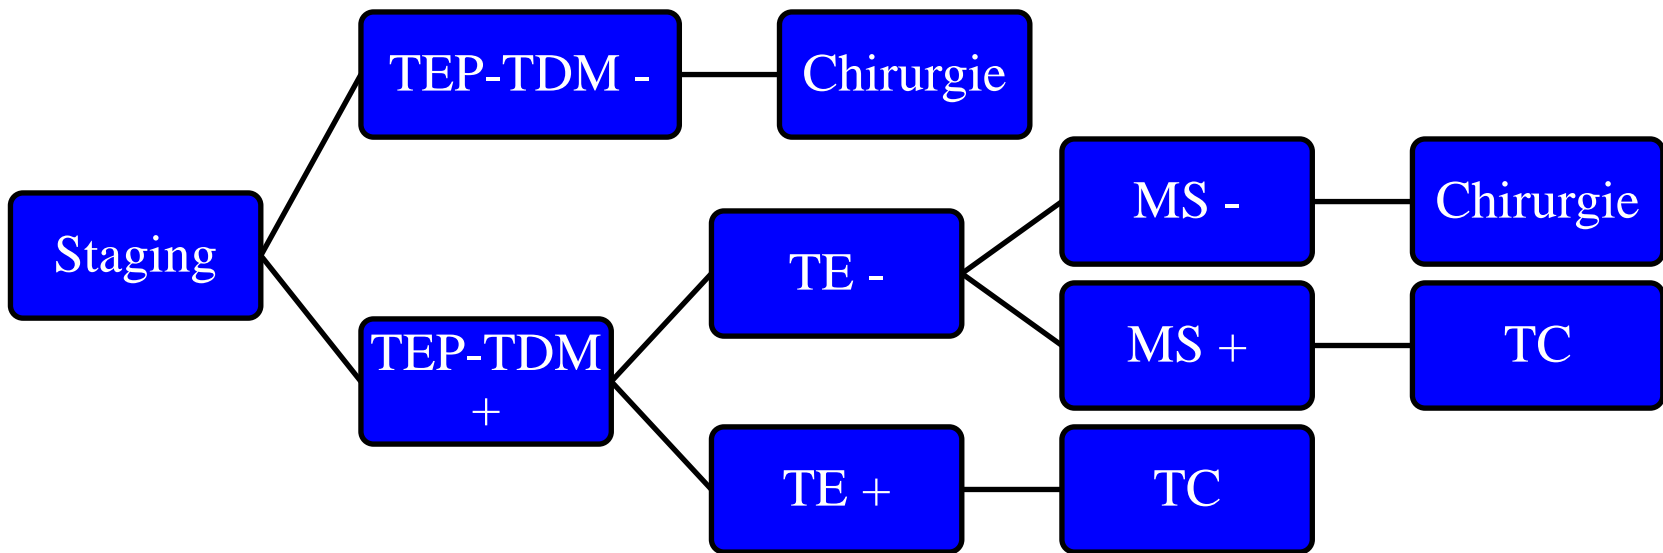 TEP-TDM -
Chirurgie
MS -
Chirurgie
Staging
TE -
MS +
TC
TEP-TDM
+
TE +
TC